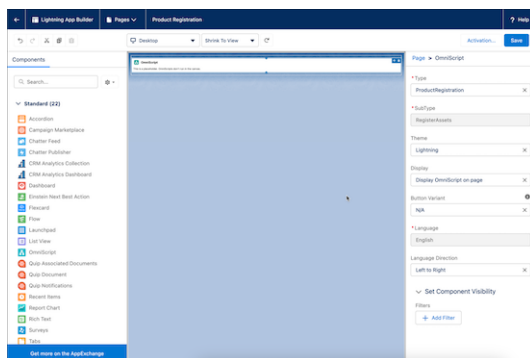 Lightning App Builder
Pages
Product Registration
? Help
Desktop
Shrink To View
Activation...
Save
Components
Page > OmniScript
Search...
*Type
ProductRegistration
Standard (22)
*SubType
RegisterAssets
Accordion
Campaign Marketplace
Chatter Feed
Chatter Publisher
CRM Analytics Collection
CRM Analytics Dashboard
Dashboard
Einstein Next Best Action
Flexcard
Flow
Launchpad
List View
OmniScript
Quip Associated Documents
Quip Document
Quip Notifications
Recent Items
Report Chart
Rich Text
Surveys
Tabs
Get more on the AppExchange
OmniScript
Theme
Lightning
Display
Display OmniScript on page
Button Variant
N/A
*Language
English
Language Direction
Left to Right
Set Component Visibility
Filters
+ Add Filter